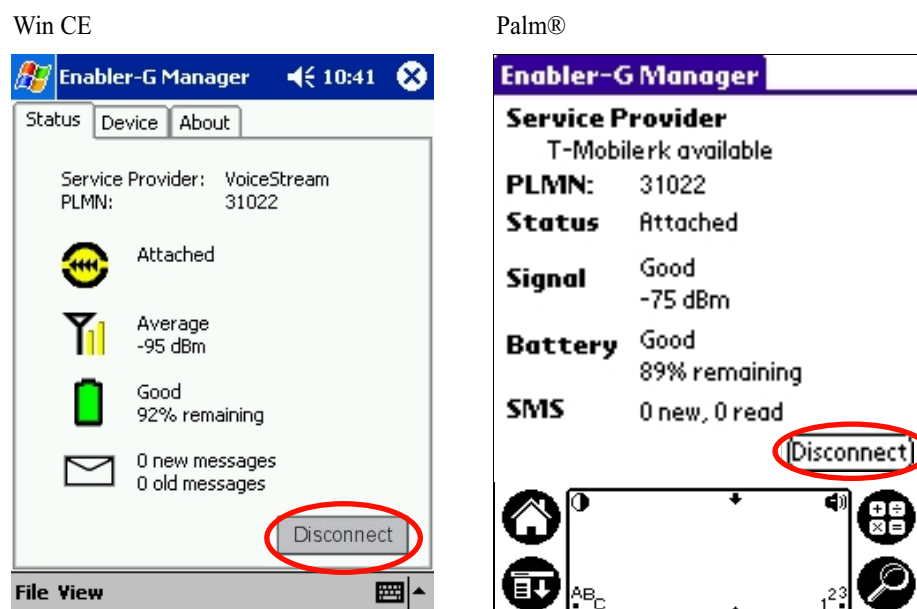 Win CE
Enabler-G Manager 10:41
Status Device About
Service Provider: VoiceStream
PLMN: 31022
Attached
Average
-95 dBm
Good
92% remaining
0 new messages
0 old messages
Disconnect
File View
Palm®
Enabler-G Manager
Service Provider
T-Mobilerk available
PLMN: 31022
Status Attached
Signal Good
-75 dBm
Battery Good
89% remaining
SMS 0 new, 0 read
Disconnect
ABC 123